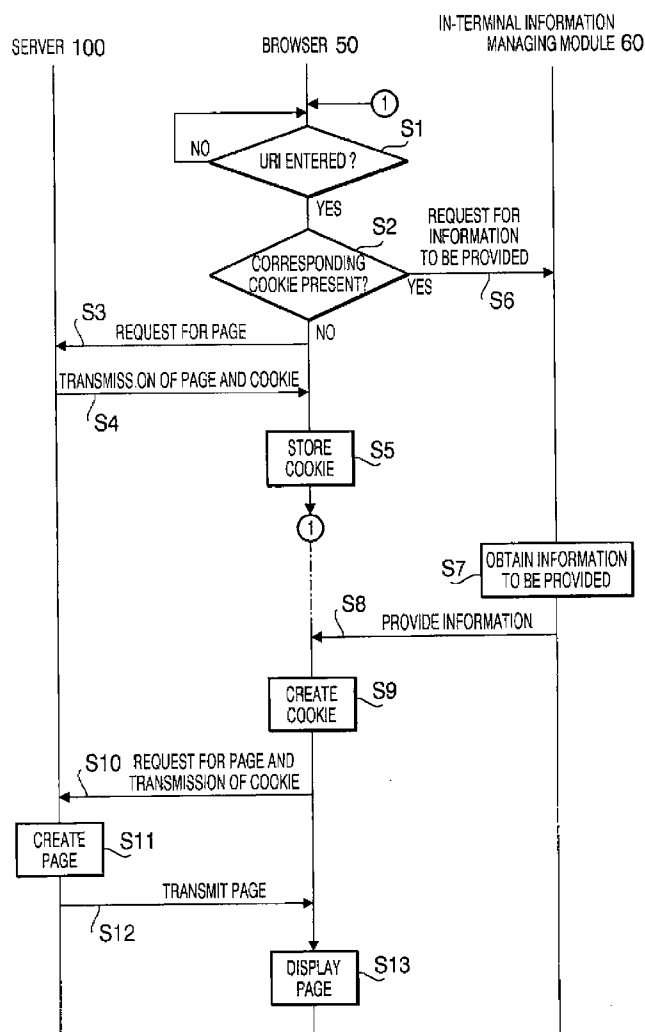 SERVER 100
BROWSER 50
IN-TERMINAL INFORMATION
MANAGING MODULE 60
1
S1
NO
URI ENTERED ?
YES
S2
CORRESPONDING
COOKIE PRESENT?
YES
REQUEST FOR
INFORMATION
TO BE PROVIDED
S6
NO
S3
REQUEST FOR PAGE
TRANSMISSION OF PAGE AND COOKIE
S4
STORE
COOKIE
S5
1
S7
OBTAIN INFORMATION
TO BE PROVIDED
S8
PROVIDE INFORMATION
CREATE
COOKIE
S9
S10
REQUEST FOR PAGE AND
TRANSMISSION OF COOKIE
CREATE
PAGE
S11
TRANSMIT PAGE
S12
DISPLAY
PAGE
S13